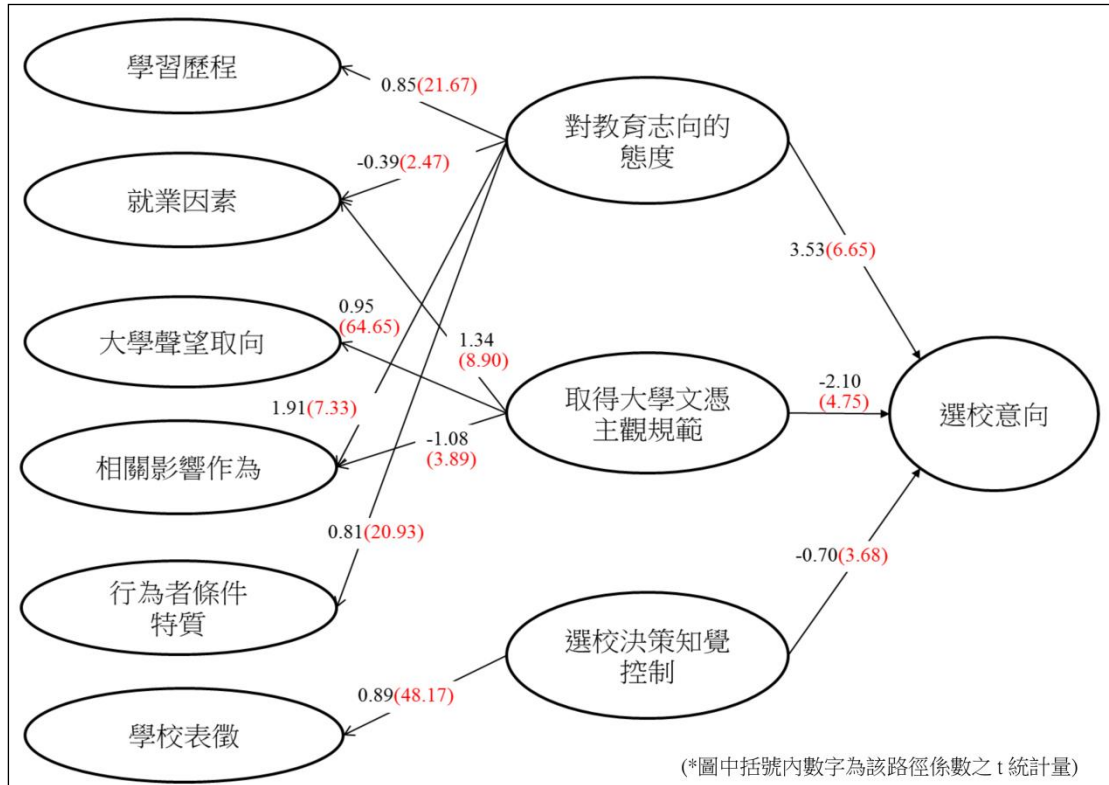 學習歷程
0.85(21.67)
對教育志向的
態度
-0.39(2.47)
就業因素
3.53(6.65)
0.95
(64.65)
大學聲望取向
1.34
(8.90)
取得大學文憑
主觀規範
-2.10
(4.75)
選校意向
1.91(7.33)
-1.08
(3.89)
相關影響作為
0.81(20.93)
-0.70(3.68)
行為者條件
特質
選校決策知覺
控制
0.89(48.17)
學校表徵
(*圖中括號內數字為該路徑係數之 t 統計量)